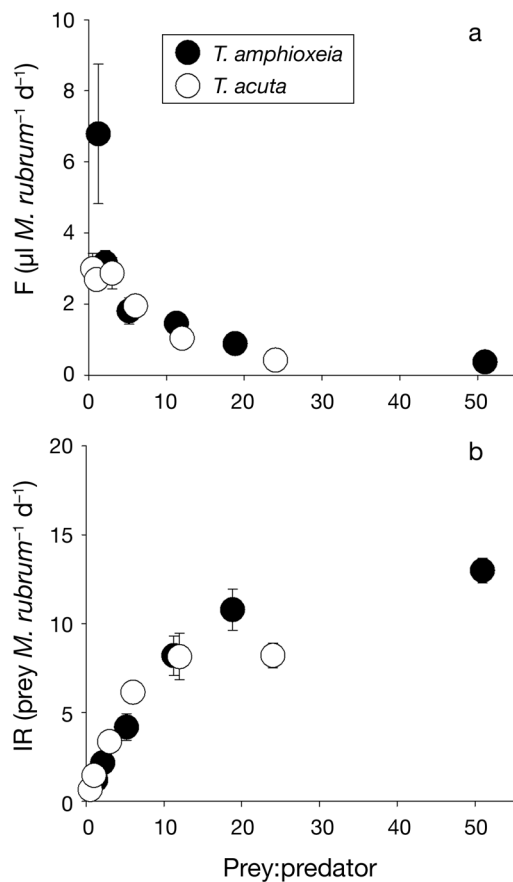 10
a
T. amphioxeia
T. acuta
8
6
4
2
0
F (µl M. rubrum⁻¹ d⁻¹)
0 10 20 30 40 50
20
b
15
10
5
0
IR (prey M. rubrum⁻¹ d⁻¹)
0 10 20 30 40 50
Prey:predator